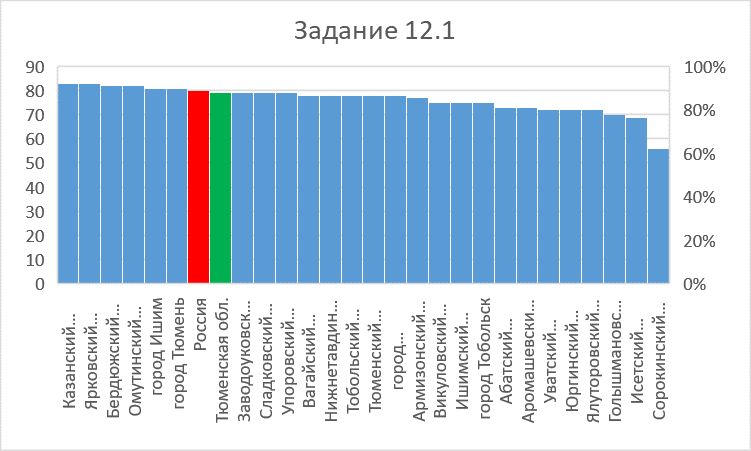 Задание 12.1
90
80
70
60
50
40
30
20
10
0
100%
80%
60%
40%
20%
0%
Казанский...
Ярковский...
Бердюжский...
Омутинский...
город Ишим
город Тюмень
Россия
Тюменская обл.
Заводоуковск...
Сладковский...
Упоровский...
Вагайский...
Нижнетавдин...
Тобольский...
Тюменский...
город...
Армизонский...
Викуловский...
Ишимский...
город Тобольск
Абатский...
Аромашевски...
Уватский...
Юргинский...
Ялуторовский...
Голышмановс...
Исетский...
Сорокинский...